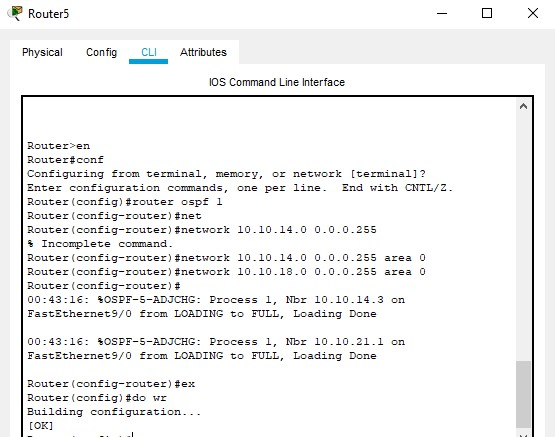 Router5
Physical Config CLI Attributes
IOS Command Line Interface
Router>en
Router#conf
Configuring from terminal, memory, or network [terminal]?
Enter configuration commands, one per line.  End with CNTL/Z.
Router(config)#router ospf 1
Router(config-router)#net
Router(config-router)#network 10.10.14.0 0.0.0.255
% Incomplete command.
Router(config-router)#network 10.10.14.0 0.0.0.255 area 0
Router(config-router)#network 10.10.18.0 0.0.0.255 area 0
Router(config-router)#
00:43:16: %OSPF-5-ADJCHG: Process 1, Nbr 10.10.14.3 on
FastEthernet9/0 from LOADING to FULL, Loading Done
00:43:16: %OSPF-5-ADJCHG: Process 1, Nbr 10.10.21.1 on
FastEthernet9/0 from LOADING to FULL, Loading Done
Router(config-router)#ex
Router(config)#do wr
Building configuration...
[OK]